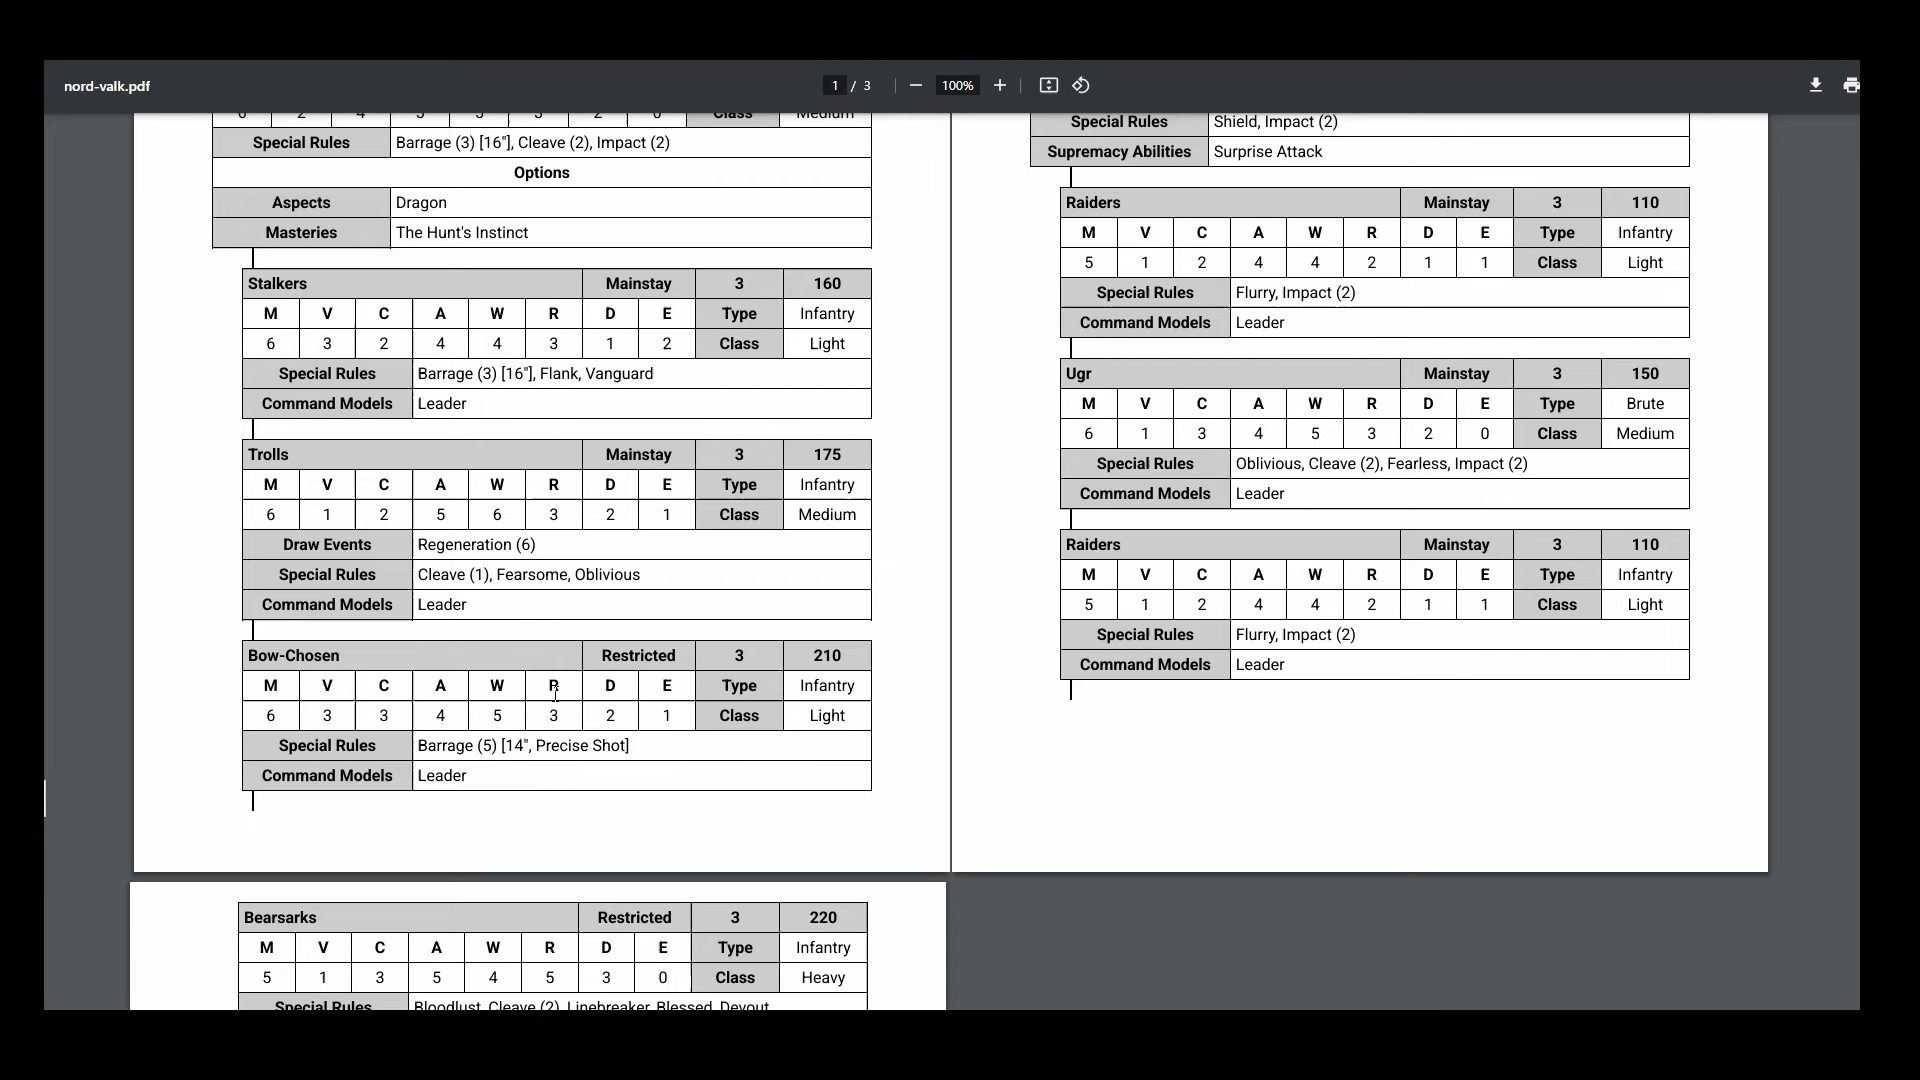 nord-valk.pdf
1 / 3
100%
Class Medium
Special Rules Barrage (3) [16"], Cleave (2), Impact (2)
Options
Aspects Dragon
Masteries The Hunt's Instinct
Stalkers Mainstay 3 160
M V C A W R D E Type Infantry
6 3 2 4 4 3 1 2 Class Light
Special Rules Barrage (3) [16"], Flank, Vanguard
Command Models Leader
Trolls Mainstay 3 175
M V C A W R D E Type Infantry
6 1 2 5 6 3 2 1 Class Medium
Draw Events Regeneration (6)
Special Rules Cleave (1), Fearsome, Oblivious
Command Models Leader
Bow-Chosen Restricted 3 210
M V C A W R D E Type Infantry
6 3 3 4 5 3 2 1 Class Light
Special Rules Barrage (5) [14", Precise Shot]
Command Models Leader
Special Rules Shield, Impact (2)
Supremacy Abilities Surprise Attack
Raiders Mainstay 3 110
M V C A W R D E Type Infantry
5 1 2 4 4 2 1 1 Class Light
Special Rules Flurry, Impact (2)
Command Models Leader
Ugr Mainstay 3 150
M V C A W R D E Type Brute
6 1 3 4 5 3 2 0 Class Medium
Special Rules Oblivious, Cleave (2), Fearless, Impact (2)
Command Models Leader
Raiders Mainstay 3 110
M V C A W R D E Type Infantry
5 1 2 4 4 2 1 1 Class Light
Special Rules Flurry, Impact (2)
Command Models Leader
Bearsarks Restricted 3 220
M V C A W R D E Type Infantry
5 1 3 5 4 5 3 0 Class Heavy
Special Rules Bloodlust, Cleave (2), Linebreaker, Blessed, Devout